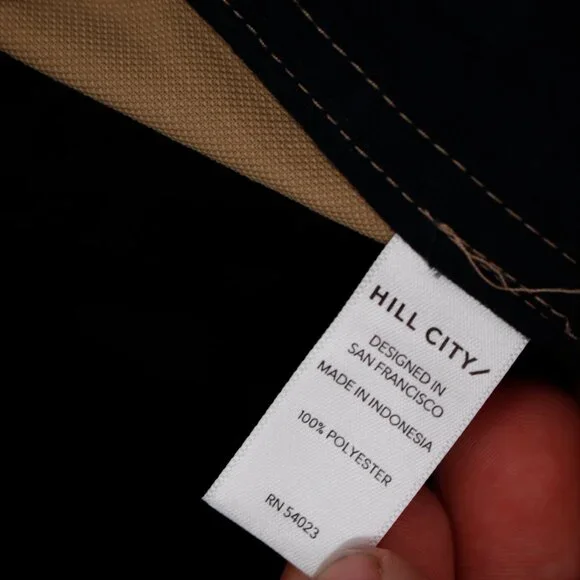 HILL CITY/
DESIGNED IN
SAN FRANCISCO
MADE IN INDONESIA
100% POLYESTER
RN 54023